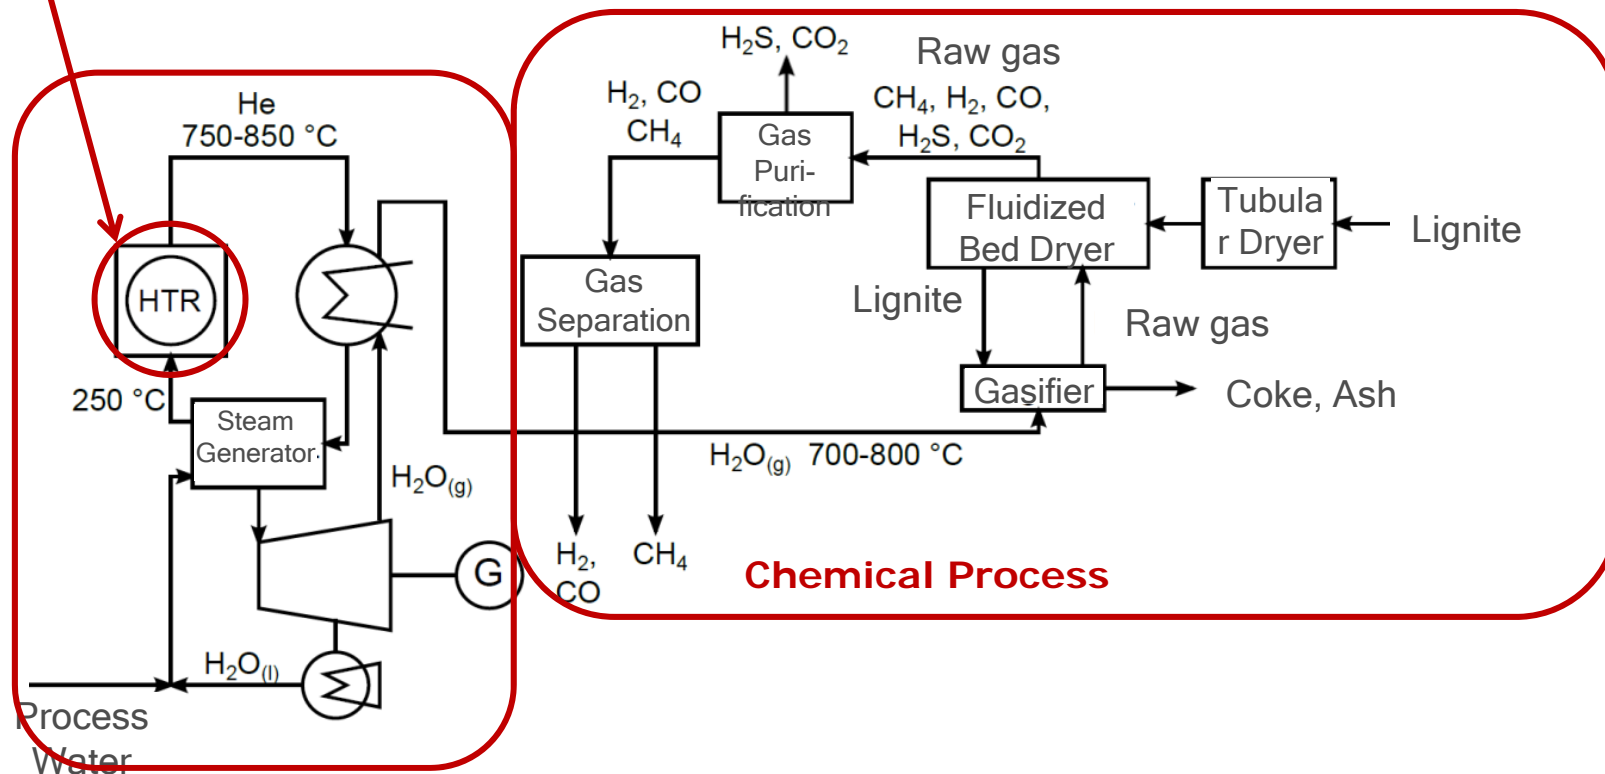 He
750-850 °C
HTR
250 °C
Steam
Generator
H₂O(g)
G
H₂O(l)
Process
Water
H₂S, CO₂
Raw gas
H₂, CO
CH₄
CH₄, H₂, CO,
H₂S, CO₂
Gas
Puri-
fication
Fluidized
Bed Dryer
Tubula
r Dryer
Lignite
Gas
Separation
Lignite
Raw gas
Gasifier
Coke, Ash
H₂O(g) 700-800 °C
H₂,
CO
CH₄
Chemical Process